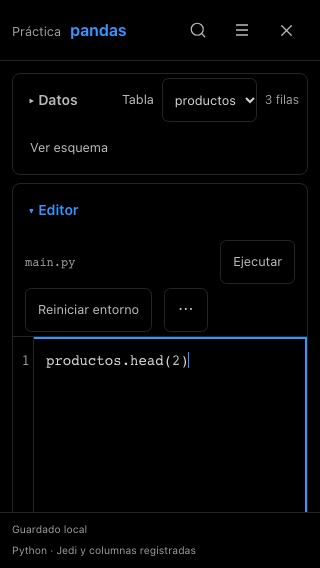 Práctica pandas
▸ Datos Tabla productos 3 filas
Ver esquema
▾ Editor
main.py Ejecutar
Reiniciar entorno ...
1 productos.head(2)
Guardado local
Python · Jedi y columnas registradas